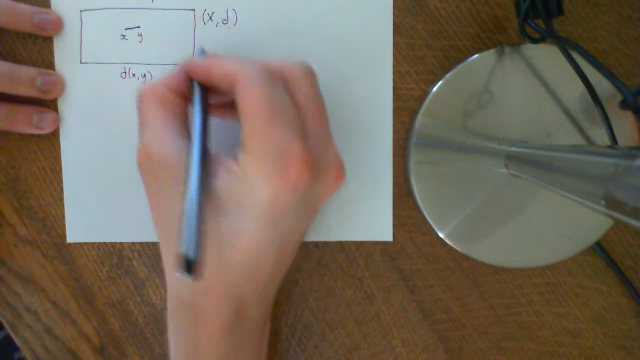 (X, d)
x y
d(x,y)